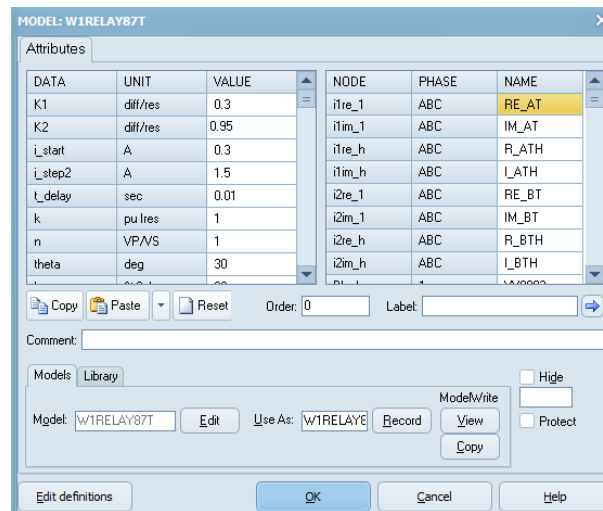 MODEL: W1RELAY87T
Attributes
DATA UNIT VALUE NODE PHASE NAME
K1 diff/res 0.3 i1re_1 ABC RE_AT
K2 diff/res 0.95 i1im_1 ABC IM_AT
i_start A 0.3 i1re_h ABC R_ATH
i_step2 A 1.5 i1im_h ABC I_ATH
t_delay sec 0.01 i2re_1 ABC RE_BT
k pu Ires 1 i2im_1 ABC IM_BT
n VP/VS 1 i2re_h ABC R_BTH
theta deg 30 i2im_h ABC I_BTH
Copy Paste Reset Order: 0 Label:
Comment:
Models Library
Hide
ModelWrite
Model: W1RELAY87T Edit Use As: W1RELAY8 Record View Protect
Copy
Edit definitions OK Cancel Help